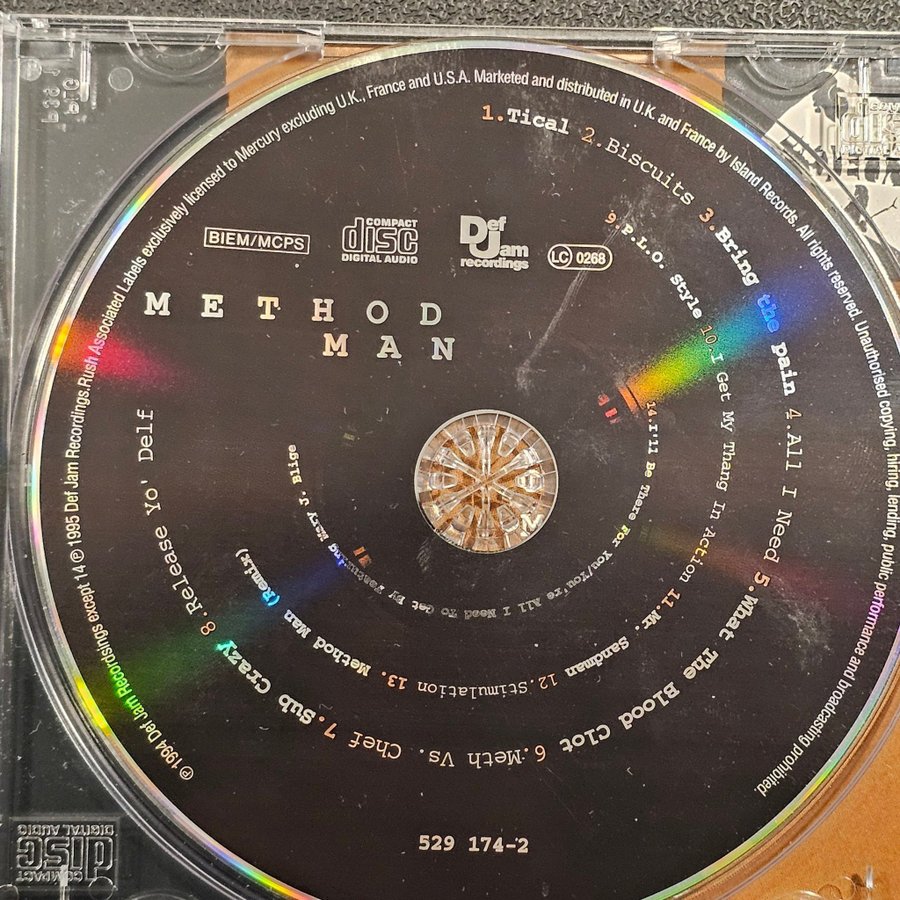 ℗ 1994 Def Jam Recordings except 14 ℗ 1995 Def Jam Recordings. Rush Associated Labels exclusively licensed to Mercury excluding U.K., France and U.S.A. Marketed and distributed in U.K. and France by Island Records. All rights reserved. Unauthorised copying, hiring, lending, public performance and broadcasting prohibited.
1.Tical 2.Biscuits 3.Bring the pain 4.All I Need 5.What The Blood Clot 6.Meth Vs. Chef 7.Sub Crazy 8.Release Yo' Delf
9.P.L.O. Style 10.I Get My Thang In Action 11.Mr. Sandman 12.Stimulation 13. Method Man (Remix)
14.I'll Be There For You/You're All I Need To Get By Featuring Mary J. Blige
BIEM/MCPS
COMPACT
disc
DIGITAL AUDIO
Def
Jam
recordings
LC 0268
METHOD
MAN
529 174-2
COMPACT
disc
DIGITAL AUDIO